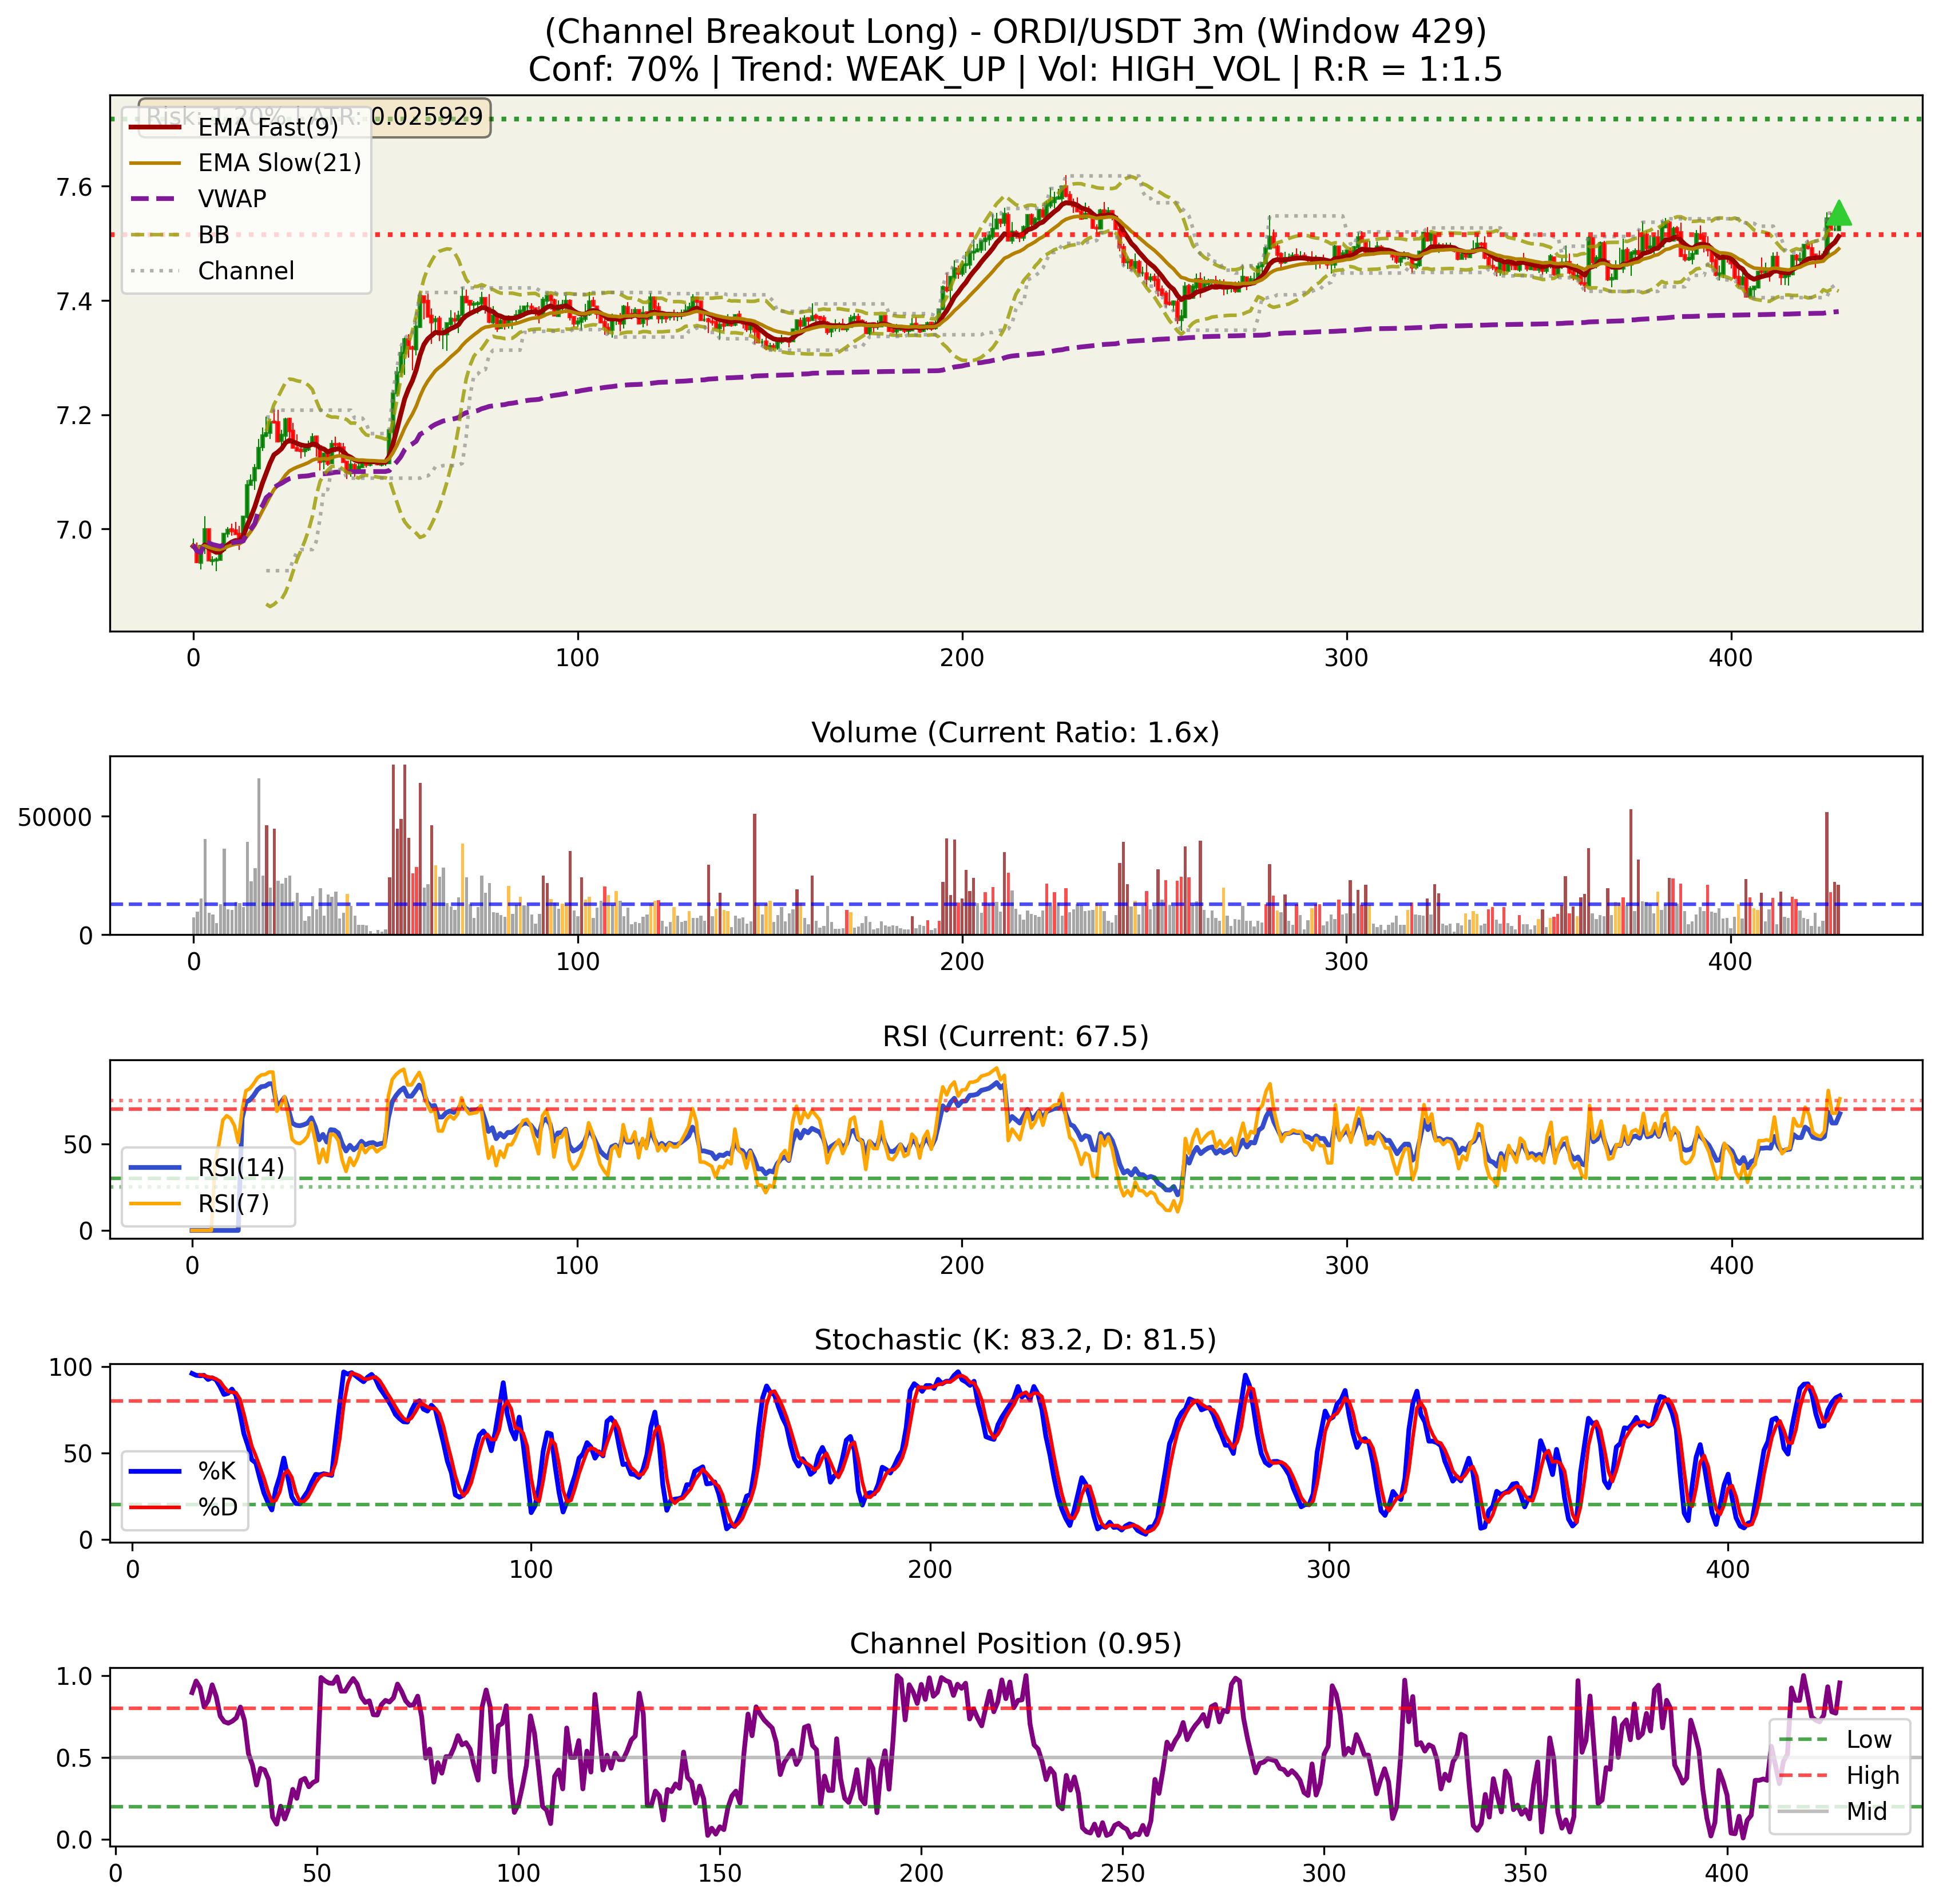 (Channel Breakout Long) - ORDI/USDT 3m (Window 429)
Conf: 70% | Trend: WEAK_UP | Vol: HIGH_VOL | R:R = 1:1.5
Risk: 1.20% | ATR: 0.025929
EMA Fast(9)
EMA Slow(21)
VWAP
BB
Channel
7.6
7.4
7.2
7.0
0 100 200 300 400
Volume (Current Ratio: 1.6x)
50000
0
0 100 200 300 400
RSI (Current: 67.5)
50
0
RSI(14)
RSI(7)
0 100 200 300 400
Stochastic (K: 83.2, D: 81.5)
100
50
0
%K
%D
0 100 200 300 400
Channel Position (0.95)
1.0
0.5
0.0
Low
High
Mid
0 50 100 150 200 250 300 350 400